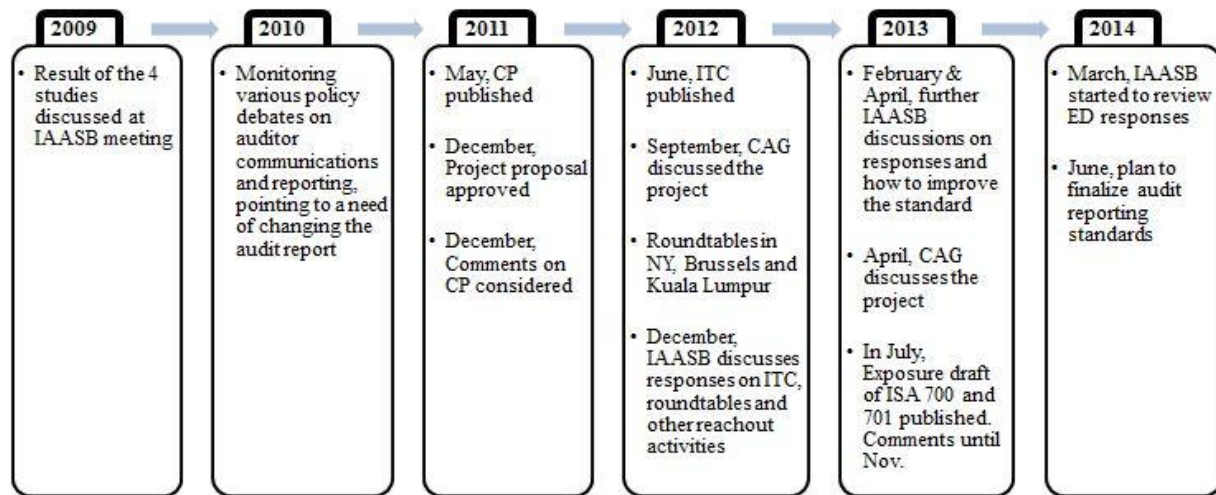 2009
• Result of the 4
studies
discussed at
IAASB meeting
2010
• Monitoring
various policy
debates on
auditor
communications
and reporting,
pointing to a need
of changing the
audit report
2011
• May, CP
published
• December,
Project proposal
approved
• December,
Comments on
CP considered
2012
• June, ITC
published
• September, CAG
discussed the
project
• Roundtables in
NY, Brussels and
Kuala Lumpur
• December,
IAASB discusses
responses on ITC,
roundtables and
other reachout
activities
2013
• February &
April, further
IAASB
discussions on
responses and
how to improve
the standard
• April, CAG
discusses the
project
• In July,
Exposure draft
of ISA 700 and
701 published.
Comments until
Nov.
2014
• March, IAASB
started to review
ED responses
• June, plan to
finalize audit
reporting
standards